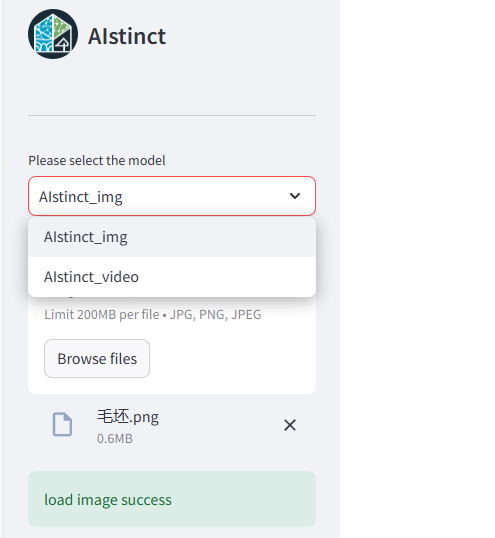 AIstinct
Please select the model
AIstinct_img
AIstinct_img
AIstinct_video
Limit 200MB per file • JPG, PNG, JPEG
Browse files
毛坯.png
0.6MB
load image success